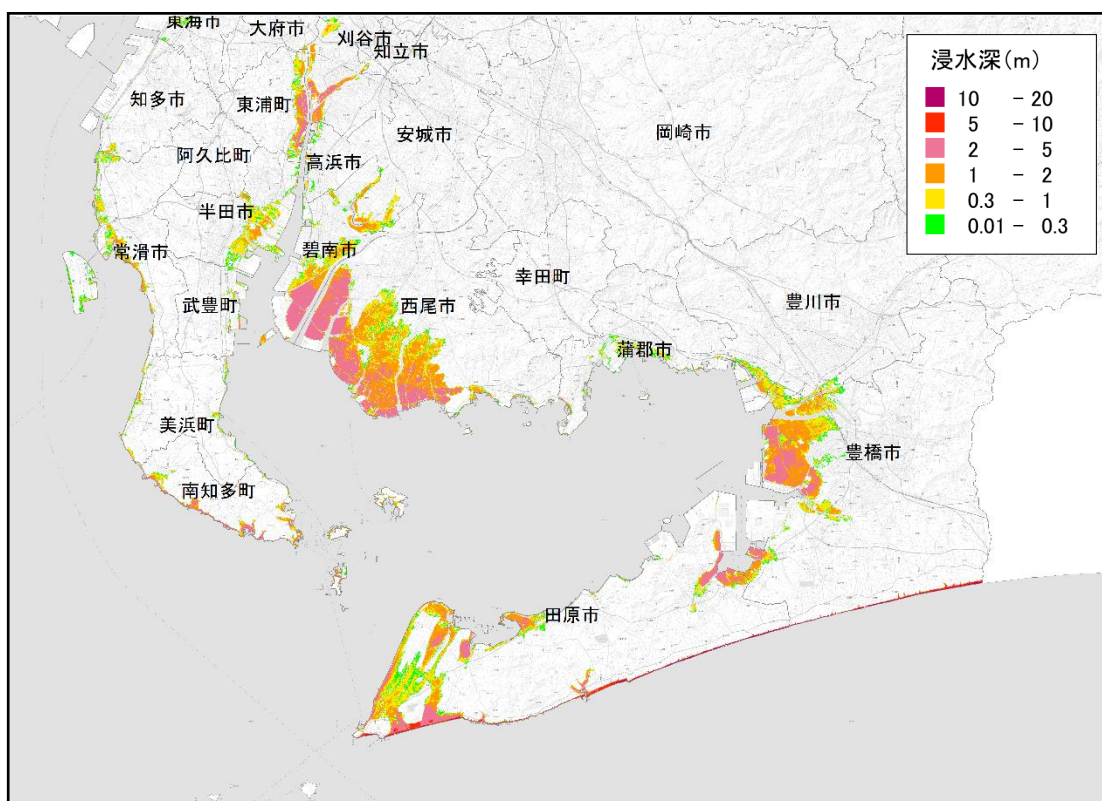 東海市
大府市
刈谷市
知立市
知多市
東浦町
安城市
岡崎市
阿久比町
高浜市
半田市
常滑市
碧南市
武豊町
西尾市
幸田町
豊川市
蒲郡市
美浜町
豊橋市
南知多町
田原市
浸水深(m)
10 - 20
5 - 10
2 - 5
1 - 2
0.3 - 1
0.01 - 0.3